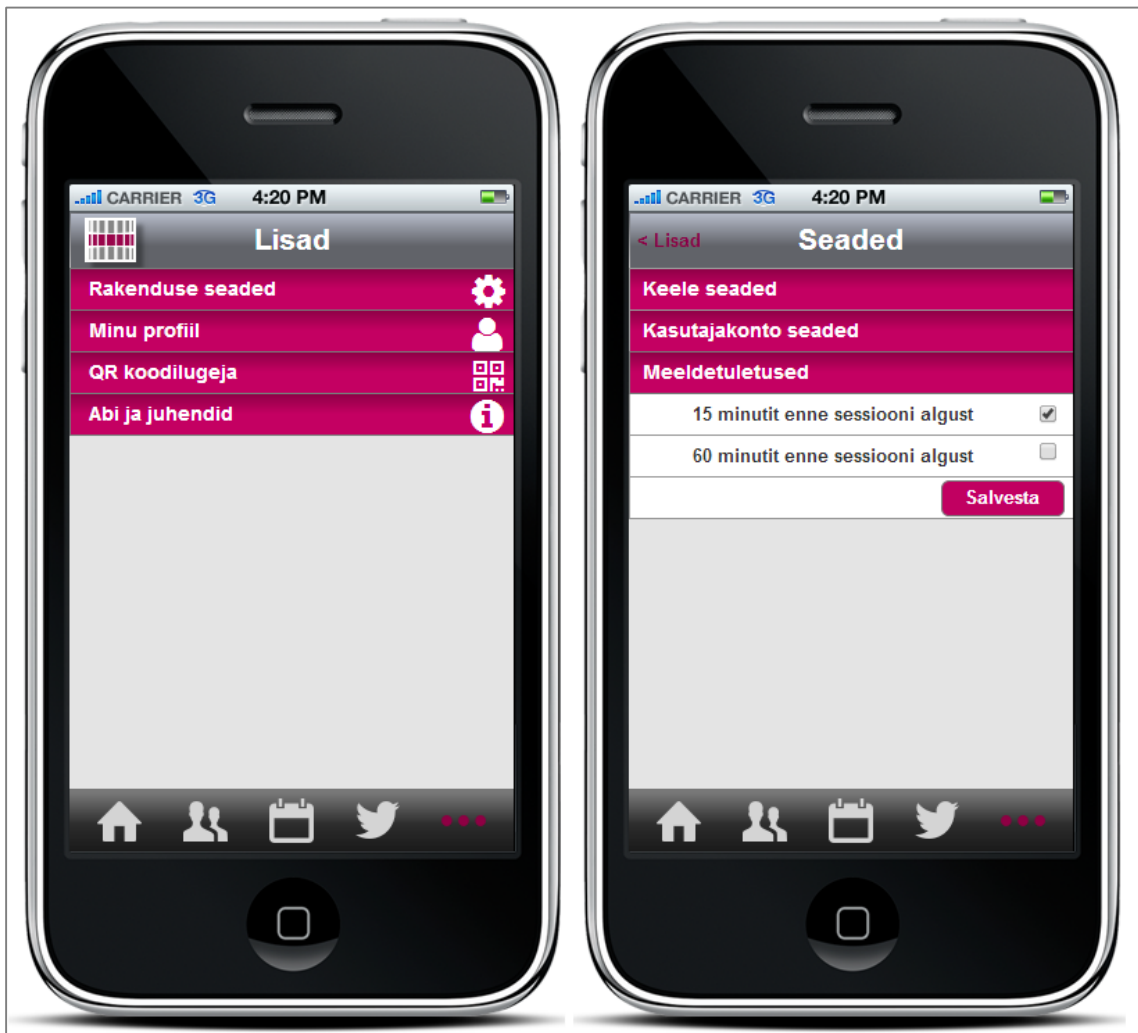 CARRIER 3G 4:20 PM
Lisad
Rakenduse seaded
Minu profiil
QR koodilugeja
Abi ja juhendid
CARRIER 3G 4:20 PM
< Lisad Seaded
Keele seaded
Kasutajakonto seaded
Meeldetuletused
15 minutit enne sessiooni algust
60 minutit enne sessiooni algust
Salvesta